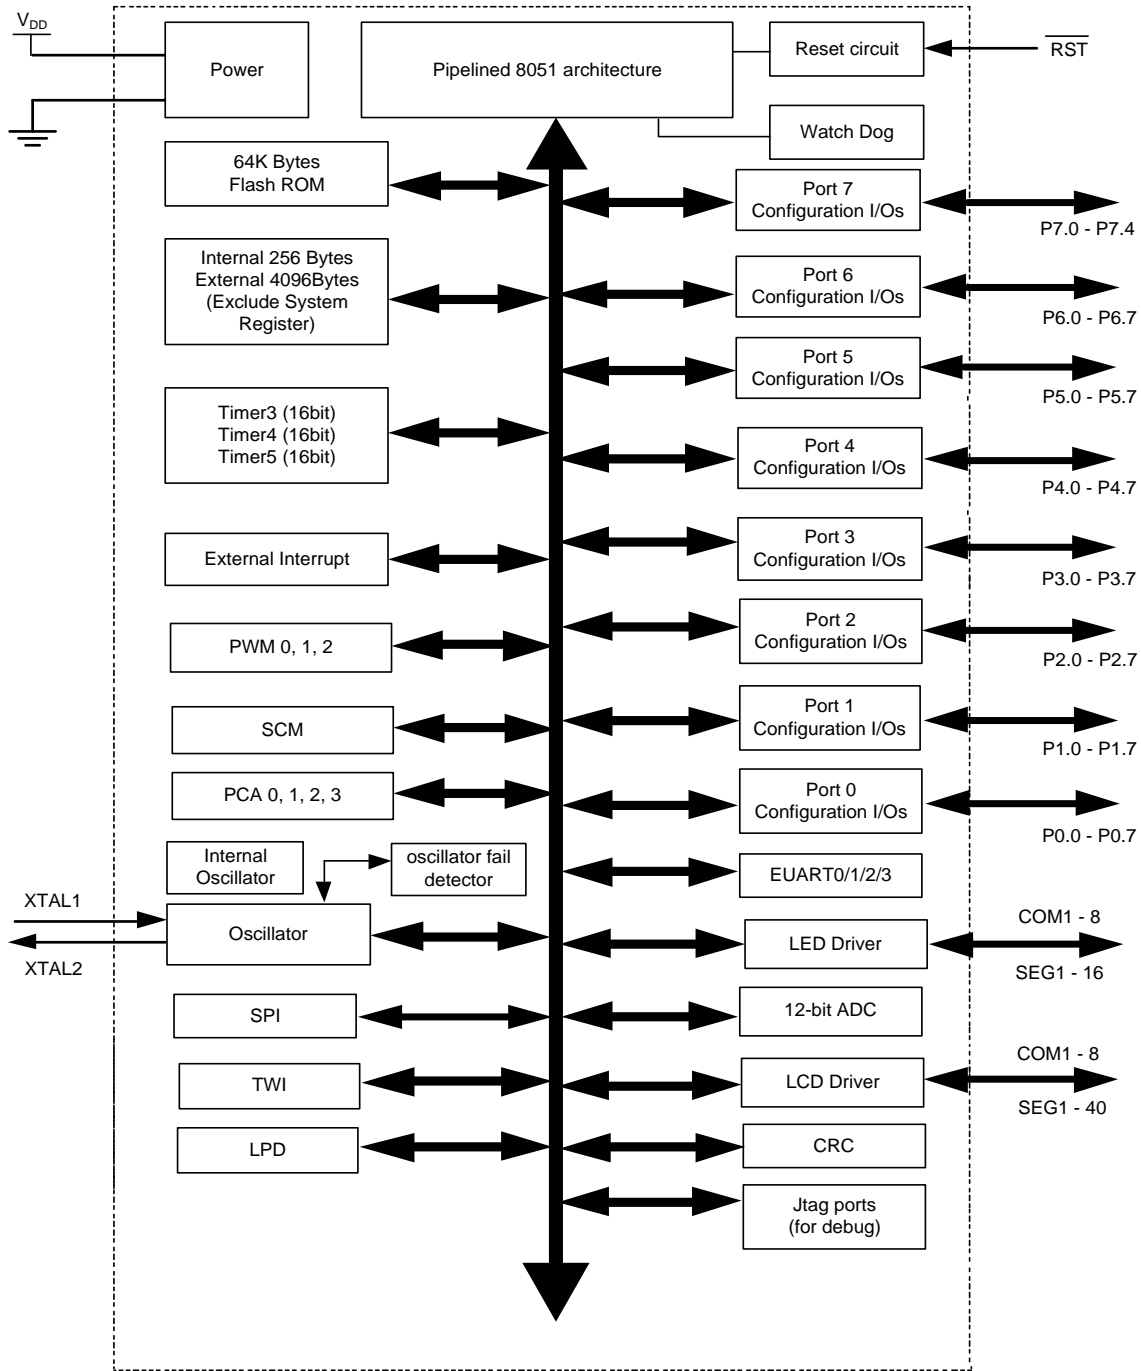 VDD
Power
Pipelined 8051 architecture
Reset circuit
RST
Watch Dog
64K Bytes
Flash ROM
Port 7
Configuration I/Os
P7.0 - P7.4
Internal 256 Bytes
External 4096Bytes
(Exclude System
Register)
Port 6
Configuration I/Os
P6.0 - P6.7
Port 5
Configuration I/Os
P5.0 - P5.7
Timer3 (16bit)
Timer4 (16bit)
Timer5 (16bit)
Port 4
Configuration I/Os
P4.0 - P4.7
External Interrupt
Port 3
Configuration I/Os
P3.0 - P3.7
PWM 0, 1, 2
Port 2
Configuration I/Os
P2.0 - P2.7
SCM
Port 1
Configuration I/Os
P1.0 - P1.7
PCA 0, 1, 2, 3
Port 0
Configuration I/Os
P0.0 - P0.7
Internal
Oscillator
oscillator fail
detector
EUART0/1/2/3
XTAL1
Oscillator
XTAL2
LED Driver
COM1 - 8
SEG1 - 16
SPI
12-bit ADC
TWI
LCD Driver
COM1 - 8
SEG1 - 40
LPD
CRC
Jtag ports
(for debug)